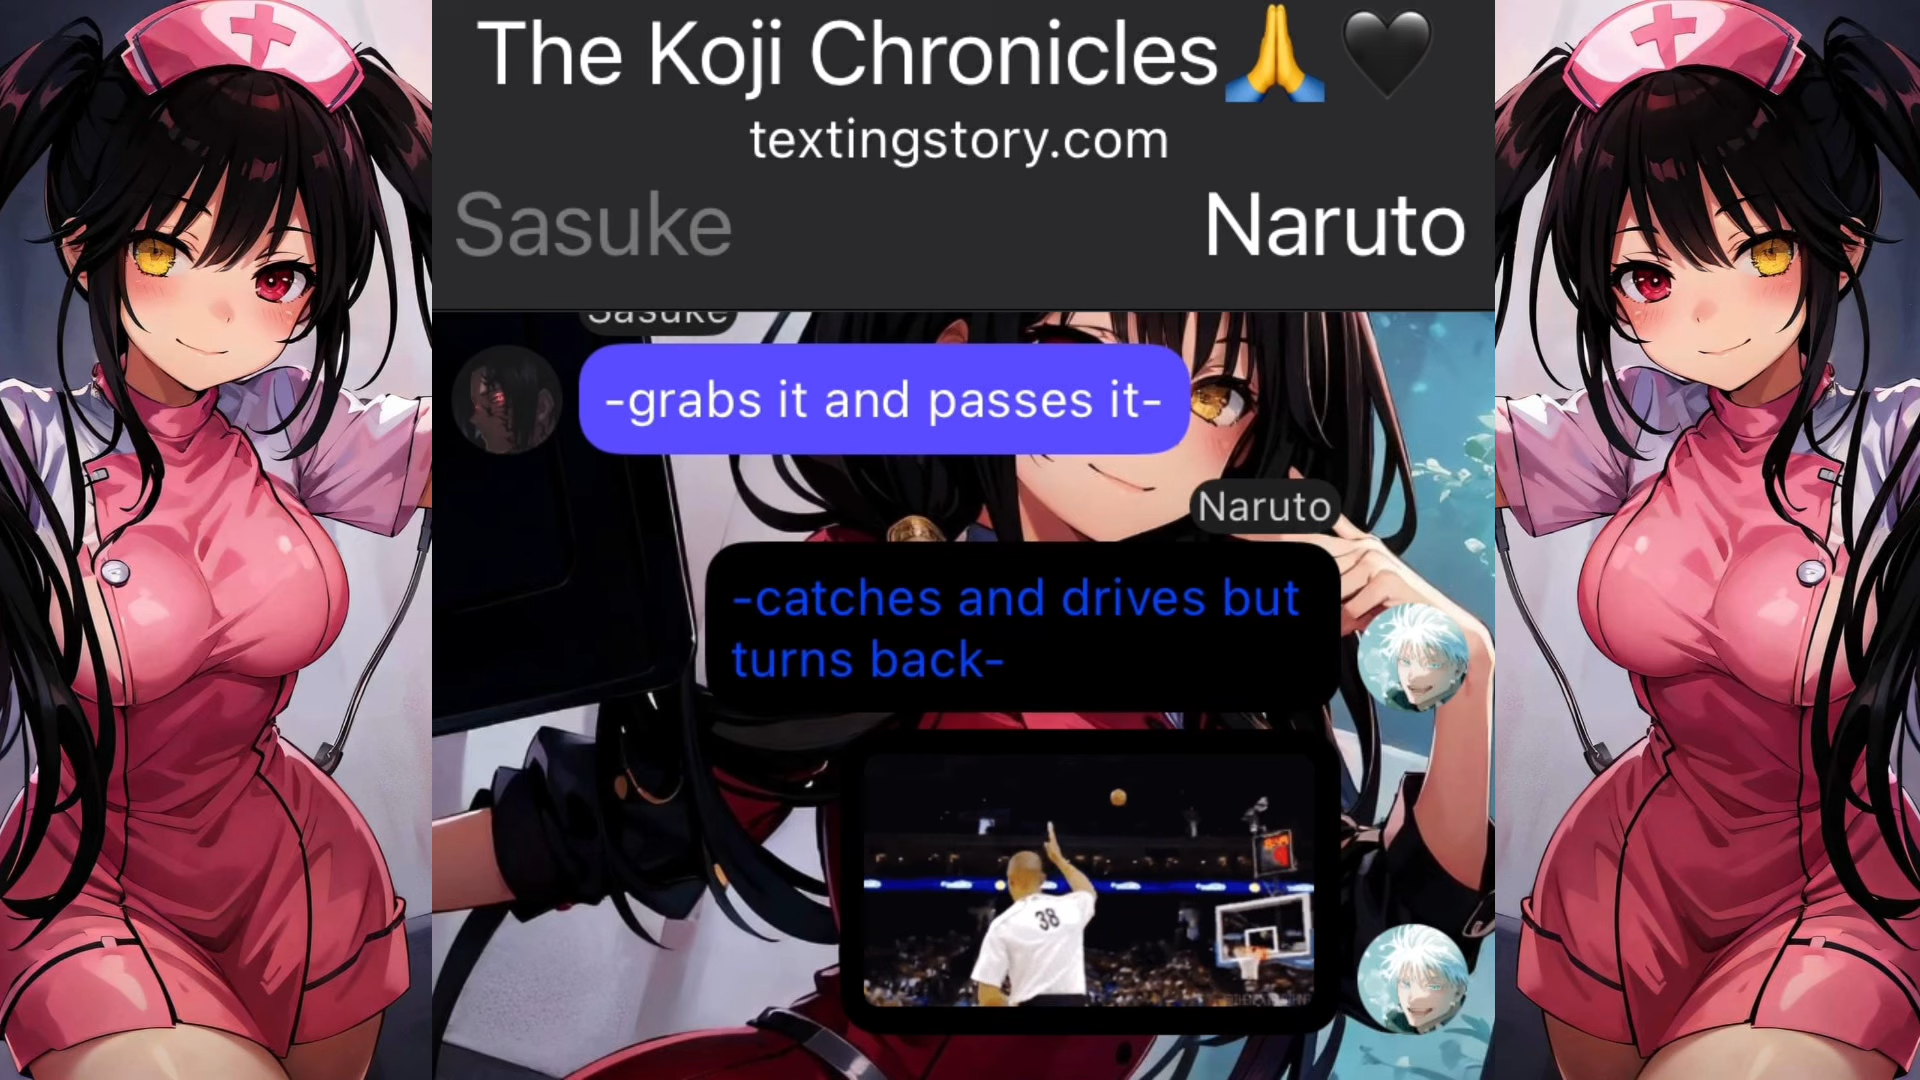 The Koji Chronicles🙏🖤
textingstory.com
Sasuke
Naruto
Sasuke
-grabs it and passes it-
Naruto
-catches and drives but
turns back-
38